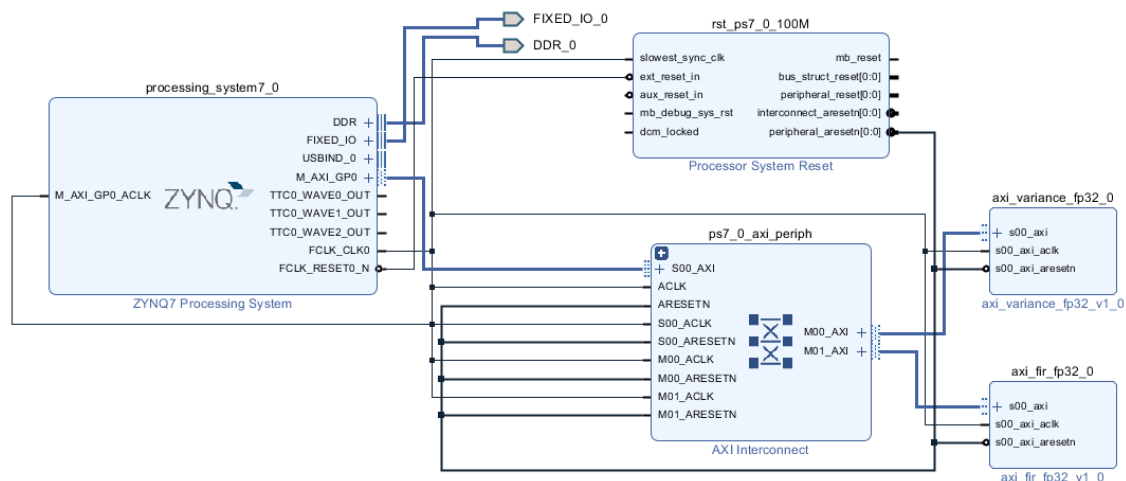 FIXED_IO_0
DDR_0
rst_ps7_0_100M
slowest_sync_clk
ext_reset_in
aux_reset_in
mb_debug_sys_rst
dcm_locked
mb_reset
bus_struct_reset[0:0]
peripheral_reset[0:0]
interconnect_aresetn[0:0]
peripheral_aresetn[0:0]
Processor System Reset
processing_system7_0
M_AXI_GP0_ACLK
ZYNQ
DDR
FIXED_IO
USBIND_0
M_AXI_GP0
TTC0_WAVE0_OUT
TTC0_WAVE1_OUT
TTC0_WAVE2_OUT
FCLK_CLK0
FCLK_RESET0_N
ZYNQ7 Processing System
ps7_0_axi_periph
S00_AXI
ACLK
ARESETN
S00_ACLK
S00_ARESETN
M00_ACLK
M00_ARESETN
M01_ACLK
M01_ARESETN
M00_AXI
M01_AXI
AXI Interconnect
axi_variance_fp32_0
s00_axi
s00_axi_aclk
s00_axi_aresetn
axi_variance_fp32_v1_0
axi_fir_fp32_0
s00_axi
s00_axi_aclk
s00_axi_aresetn
axi_fir_fp32_v1_0